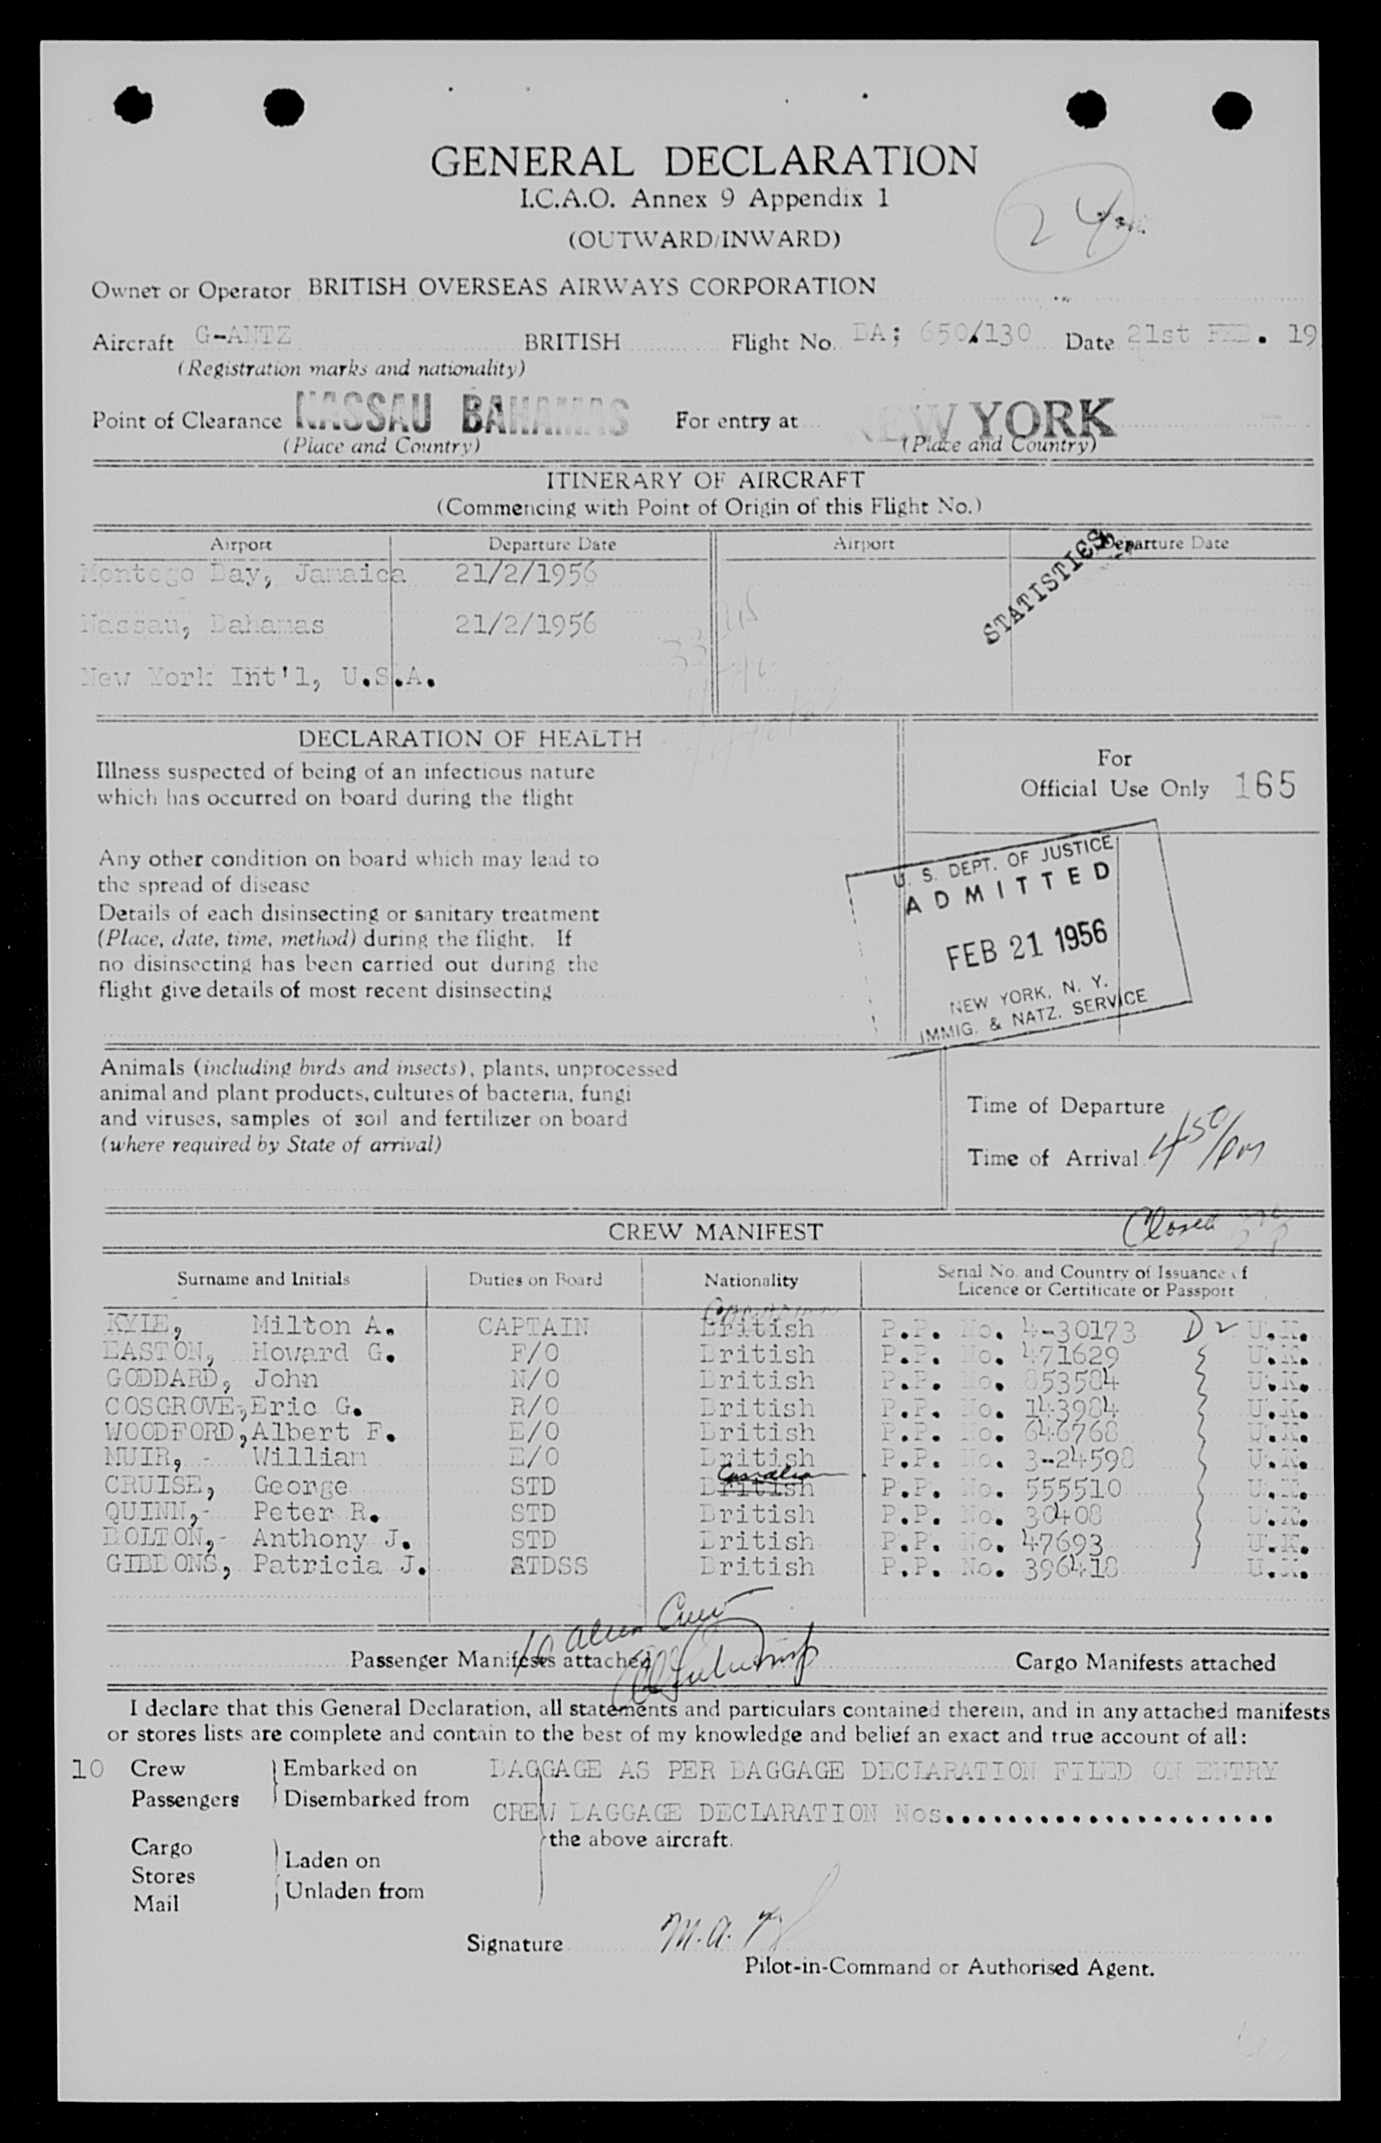 GENERAL DECLARATION
I.C.A.O. Annex 9 Appendix 1
(OUTWARD/INWARD)
24
Owner or Operator BRITISH OVERSEAS AIRWAYS CORPORATION
Aircraft G-ANTZ BRITISH Flight No. BA; 650/130 Date 21st FEB. 19
(Registration marks and nationality)
Point of Clearance NASSAU BAHAMAS For entry at NEW YORK
(Place and Country) (Place and Country)
ITINERARY OF AIRCRAFT
(Commencing with Point of Origin of this Flight No.)
Airport Departure Date Airport Departure Date
STATISTICS
Montego Bay, Jamaica 21/2/1956
Nassau, Bahamas 21/2/1956
New York Int'l, U.S.A.
DECLARATION OF HEALTH
Illness suspected of being of an infectious nature
which has occurred on board during the flight
For
Official Use Only 165
Any other condition on board which may lead to
the spread of disease
Details of each disinsecting or sanitary treatment
(Place, date, time, method) during the flight. If
no disinsecting has been carried out during the
flight give details of most recent disinsecting
U. S. DEPT. OF JUSTICE
ADMITTED
FEB 21 1956
NEW YORK, N. Y.
IMMIG. & NATZ. SERVICE
Animals (including birds and insects), plants, unprocessed
animal and plant products, cultures of bacteria, fungi
and viruses, samples of soil and fertilizer on board
(where required by State of arrival)
Time of Departure
Time of Arrival 450/pm
Closed
CREW MANIFEST
Surname and Initials Duties on Board Nationality Serial No. and Country of Issuance of
Licence or Certificate or Passport
KYLE, Milton A. CAPTAIN British P.P. No. 4-30173 D2 U.K.
EASTON, Howard G. F/O British P.P. No. 471629 U.K.
GODDARD, John N/O British P.P. No. 853584 U.K.
COSGROVE, Eric G. R/O British P.P. No. 143984 U.K.
WOODFORD, Albert F. E/O British P.P. No. 646768 U.K.
MUIR, - William E/O British P.P. No. 3-24598 U.K.
Canadian
CRUISE, George STD British P.P. No. 555510 U.K.
QUINN,- Peter R. STD British P.P. No. 30408 U.K.
BOLTON,- Anthony J. STD British P.P. No. 47693 U.K.
GIBBONS, Patricia J. STDSS British P.P. No. 396418 U.K.
10 alien Crew
Passenger Manifests attached Cargo Manifests attached
I declare that this General Declaration, all statements and particulars contained therein, and in any attached manifests
or stores lists are complete and contain to the best of my knowledge and belief an exact and true account of all:
10 Crew Embarked on BAGGAGE AS PER BAGGAGE DECLARATION FILED ON ENTRY
Passengers Disembarked from CREW BAGGAGE DECLARATION Nos.....................
the above aircraft.
Cargo
Stores Laden on
Mail Unladen from
Signature M. A.
Pilot-in-Command or Authorised Agent.